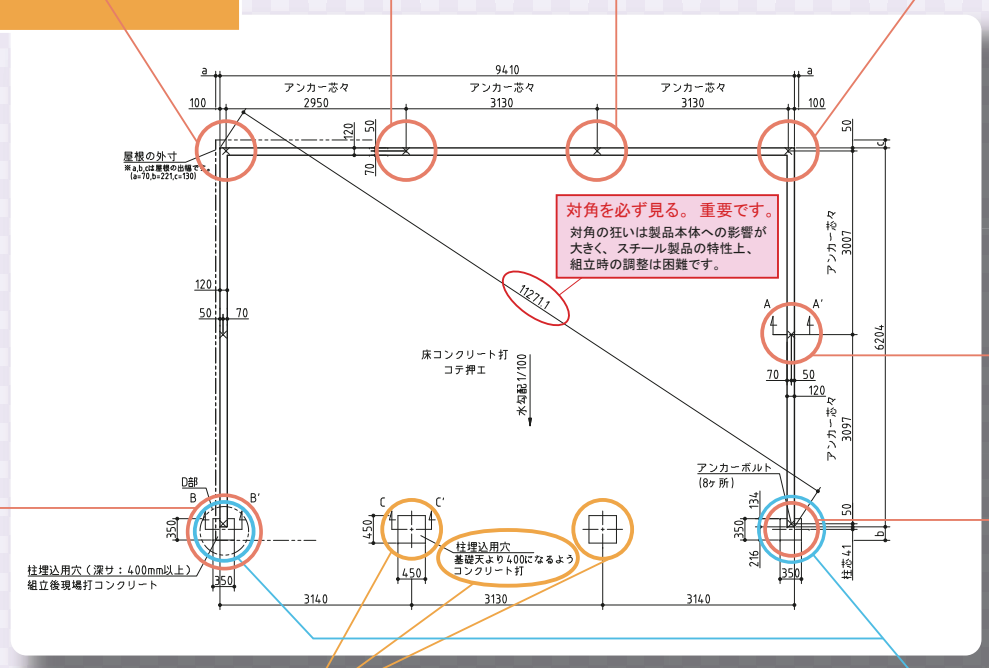 a 9410 a
アンカー芯々 アンカー芯々 アンカー芯々
100 2950 3130 3130 100
120 50 50 c
70
屋根の外寸
※a,b,cは屋根の出幅です。
(a=70,b=221,c=130)
対角を必ず見る。 重要です。
対角の狂いは製品本体への影響が
大きく、スチール製品の特性上、
組立時の調整は困難です。
アンカー芯々 3007
120
11271.1
50 70
A A'
6204
床コンクリート打
コテ押エ
水勾配1/100
70 50
120
アンカー芯々 3097
アンカーボルト
(8ヶ所)
D部
B B'
C C'
134
50
350 450 350 b
柱埋込用穴
基礎天より400になるよう
コンクリート打
216 柱芯41
柱埋込用穴(深サ:400mm以上)
組立後現場打コンクリート
350 450 350
3140 3130 3140